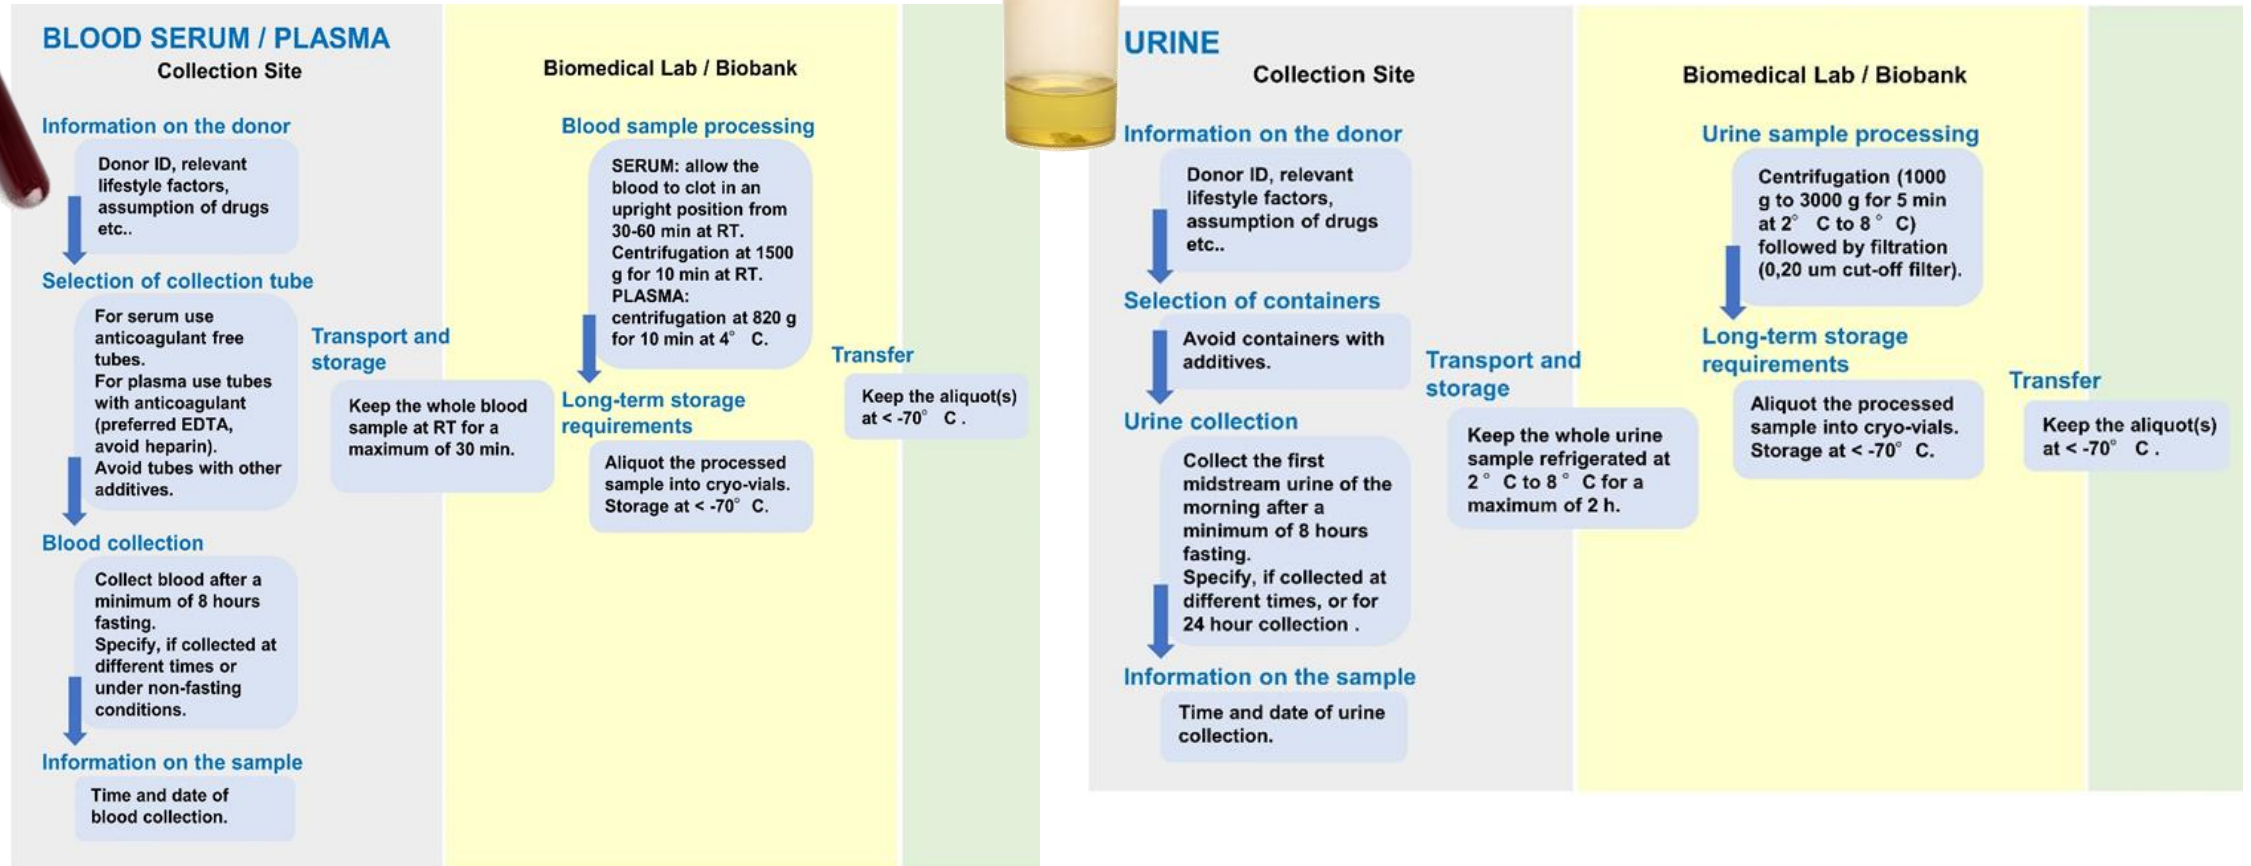 BLOOD SERUM / PLASMA
Collection Site
Information on the donor
Donor ID, relevant
lifestyle factors,
assumption of drugs
etc..
Selection of collection tube
For serum use
anticoagulant free
tubes.
For plasma use tubes
with anticoagulant
(preferred EDTA,
avoid heparin).
Avoid tubes with other
additives.
Blood collection
Collect blood after a
minimum of 8 hours
fasting.
Specify, if collected at
different times or
under non-fasting
conditions.
Information on the sample
Time and date of
blood collection.
Transport and
storage
Keep the whole blood
sample at RT for a
maximum of 30 min.
Biomedical Lab / Biobank
Blood sample processing
SERUM: allow the
blood to clot in an
upright position from
30-60 min at RT.
Centrifugation at 1500
g for 10 min at RT.
PLASMA:
centrifugation at 820 g
for 10 min at 4° C.
Long-term storage
requirements
Aliquot the processed
sample into cryo-vials.
Storage at < -70° C.
Transfer
Keep the aliquot(s)
at < -70° C .
URINE
Collection Site
Information on the donor
Donor ID, relevant
lifestyle factors,
assumption of drugs
etc..
Selection of containers
Avoid containers with
additives.
Urine collection
Collect the first
midstream urine of the
morning after a
minimum of 8 hours
fasting.
Specify, if collected at
different times, or for
24 hour collection .
Information on the sample
Time and date of urine
collection.
Transport and
storage
Keep the whole urine
sample refrigerated at
2° C to 8° C for a
maximum of 2 h.
Biomedical Lab / Biobank
Urine sample processing
Centrifugation (1000
g to 3000 g for 5 min
at 2° C to 8° C)
followed by filtration
(0,20 um cut-off filter).
Long-term storage
requirements
Aliquot the processed
sample into cryo-vials.
Storage at < -70° C.
Transfer
Keep the aliquot(s)
at < -70° C .